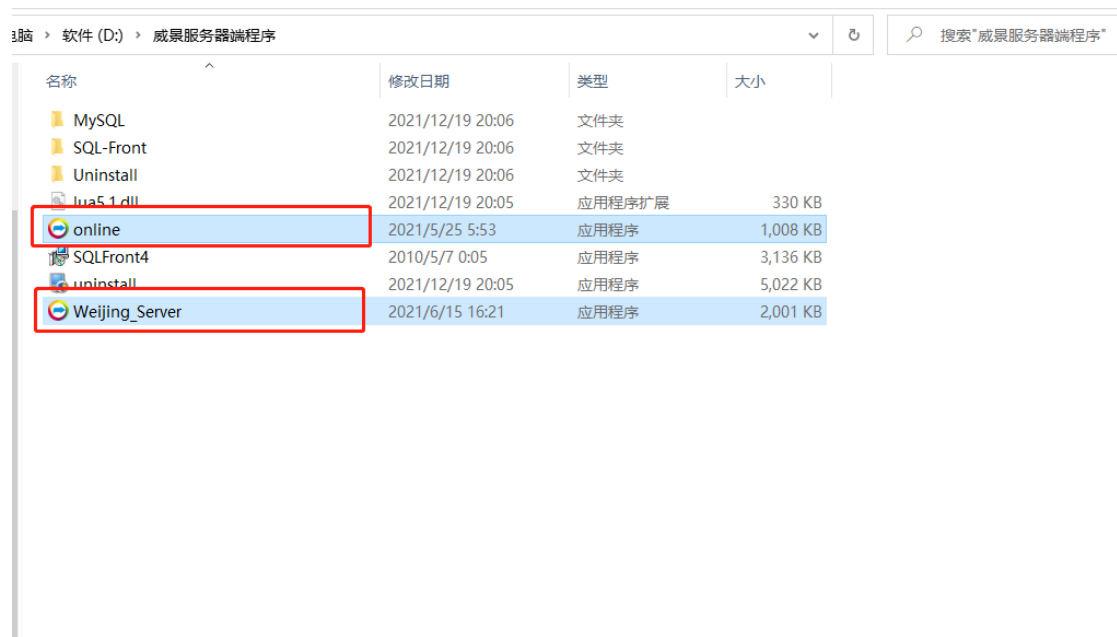 脑 › 软件 (D:) › 威景服务器端程序 搜索"威景服务器端程序"
名称 修改日期 类型 大小
MySQL 2021/12/19 20:06 文件夹
SQL-Front 2021/12/19 20:06 文件夹
Uninstall 2021/12/19 20:06 文件夹
lua5.1.dll 2021/12/19 20:05 应用程序扩展 330 KB
online 2021/5/25 5:53 应用程序 1,008 KB
SQLFront4 2010/5/7 0:05 应用程序 3,136 KB
uninstall 2021/12/19 20:05 应用程序 5,022 KB
Weijing_Server 2021/6/15 16:21 应用程序 2,001 KB